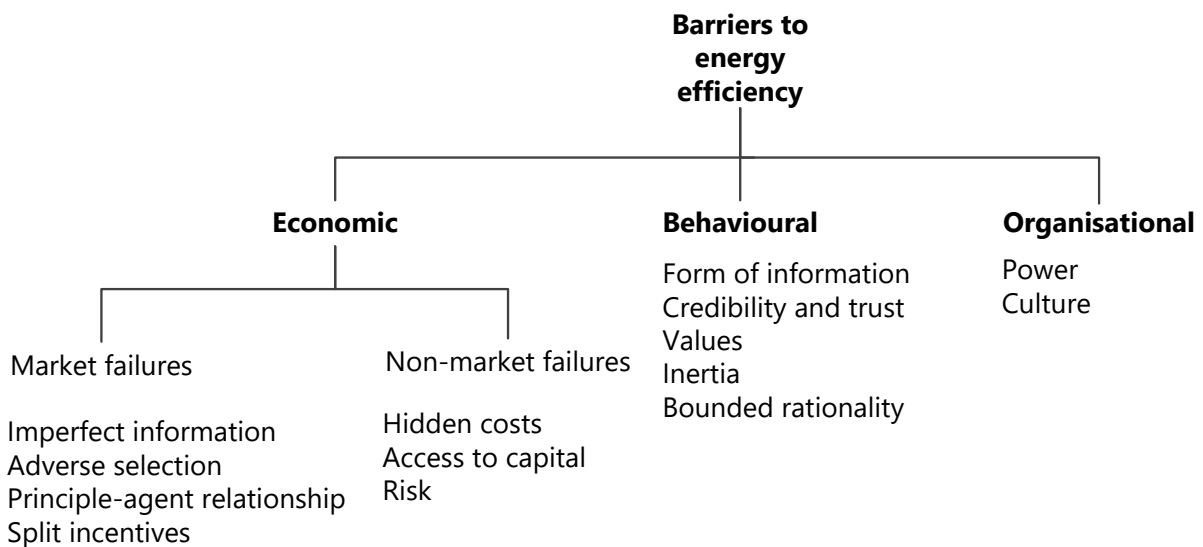 Barriers to
energy
efficiency
Economic
Market failures
Imperfect information
Adverse selection
Principle-agent relationship
Split incentives
Non-market failures
Hidden costs
Access to capital
Risk
Behavioural
Form of information
Credibility and trust
Values
Inertia
Bounded rationality
Organisational
Power
Culture